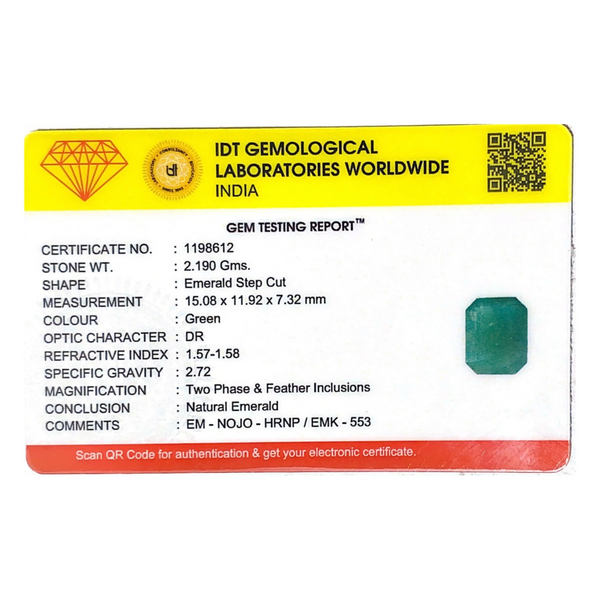 IDT GEMOLOGICAL
LABORATORIES WORLDWIDE
INDIA
GEM TESTING REPORT™
CERTIFICATE NO. : 1198612
STONE WT. : 2.190 Gms.
SHAPE : Emerald Step Cut
MEASUREMENT : 15.08 x 11.92 x 7.32 mm
COLOUR : Green
OPTIC CHARACTER : DR
REFRACTIVE INDEX : 1.57-1.58
SPECIFIC GRAVITY : 2.72
MAGNIFICATION : Two Phase & Feather Inclusions
CONCLUSION : Natural Emerald
COMMENTS : EM - NOJO - HRNP / EMK - 553
Scan QR Code for authentication & get your electronic certificate.